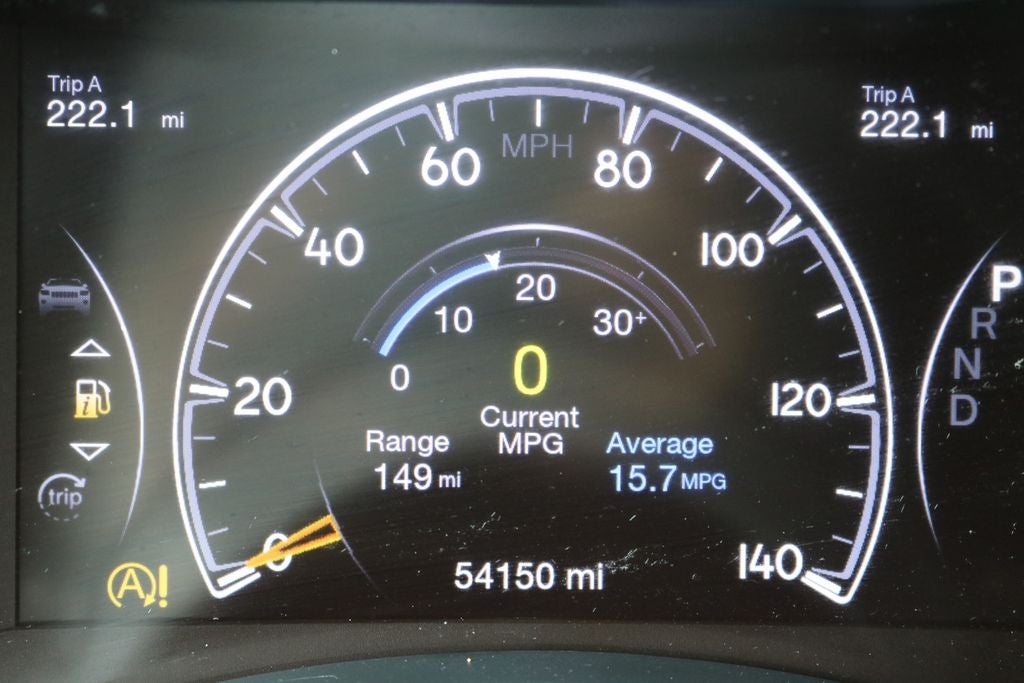 Trip A
222.1 mi
Trip A
222.1 mi
MPH
60
80
40
100
20
120
0
140
20
10
30+
0
0
Current
MPG
Range
149 mi
Average
15.7 MPG
P
R
N
D
i
trip
A!
54150 mi